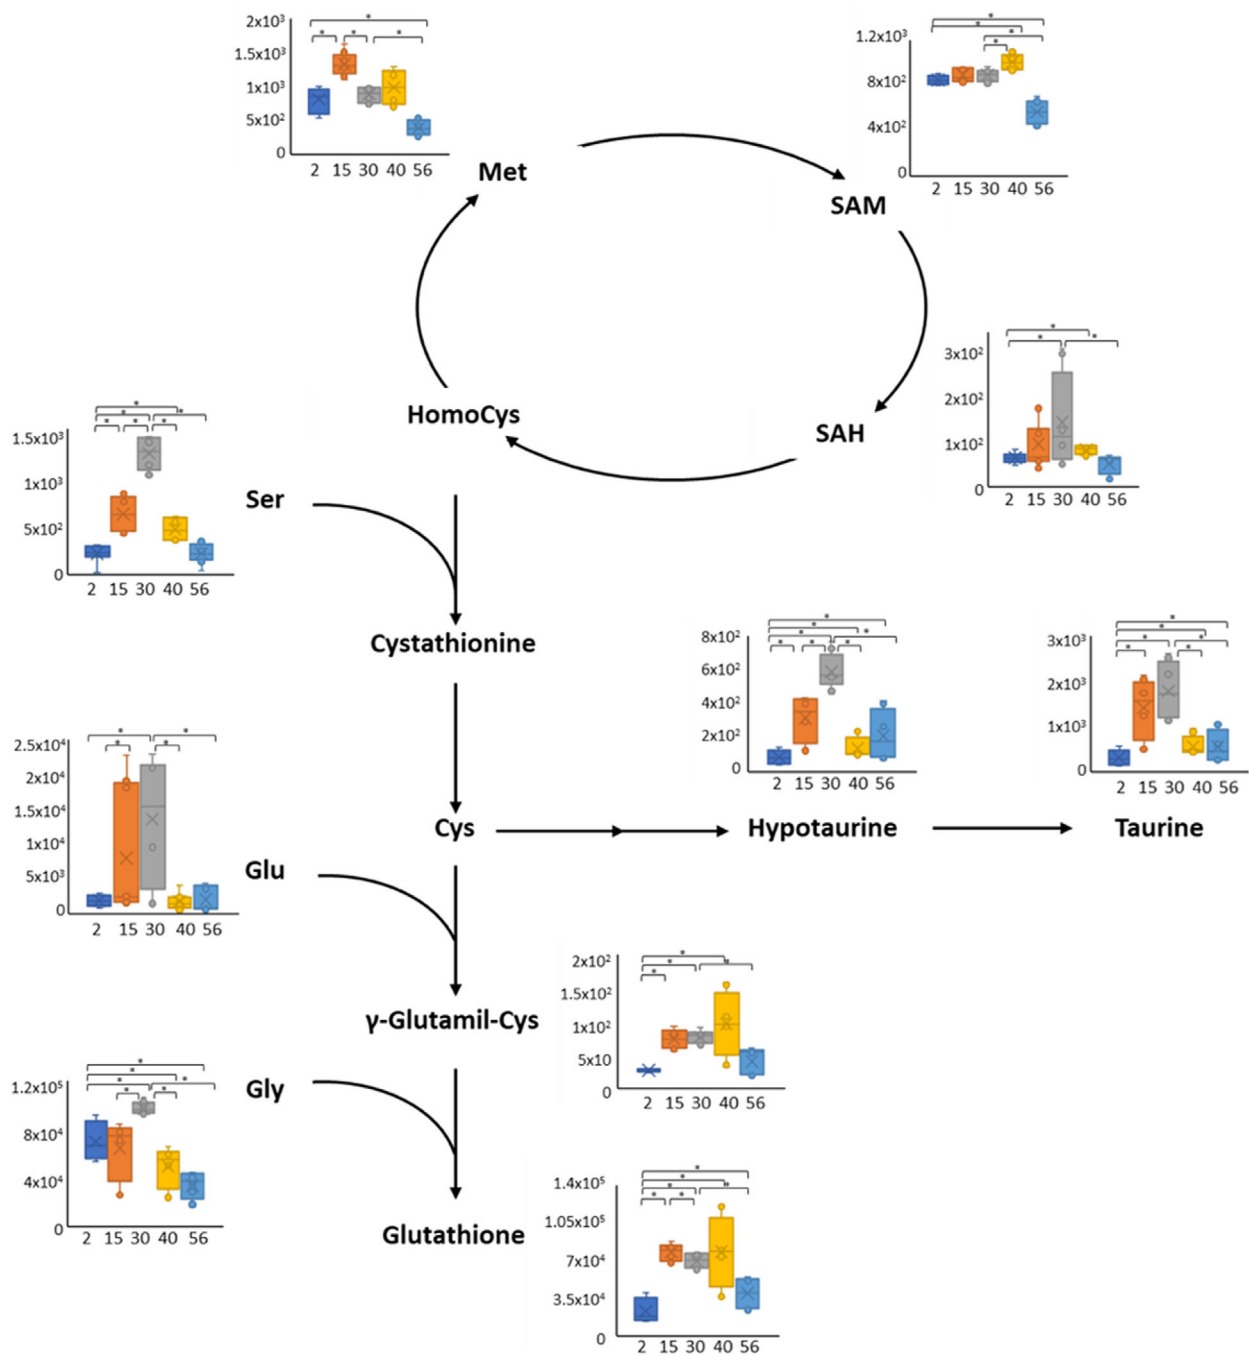 2x10³
1.5x10³
1x10³
5x10²
0
2 15 30 40 56
* * * *
Met
1.2x10³
8x10²
4x10²
0
2 15 30 40 56
* * * *
SAM
3x10²
2x10²
1x10²
0
2 15 30 40 56
* * *
SAH
HomoCys
1.5x10³
1x10³
5x10²
0
2 15 30 40 56
* * * * * *
Ser
Cystathionine
8x10²
6x10²
4x10²
2x10²
0
2 15 30 40 56
* * * * * * *
Hypotaurine
3x10³
2x10³
1x10³
0
2 15 30 40 56
* * * * * *
Taurine
2.5x10⁴
2x10⁴
1.5x10⁴
1x10⁴
5x10³
0
2 15 30 40 56
* * * *
Cys
Glu
2x10²
1.5x10²
1x10²
5x10
0
2 15 30 40 56
* * * *
γ-Glutamil-Cys
1.2x10⁵
8x10⁴
4x10⁴
0
2 15 30 40 56
* * * * * *
Gly
1.4x10⁵
1.05x10⁵
7x10⁴
3.5x10⁴
0
2 15 30 40 56
* * * * * *
Glutathione